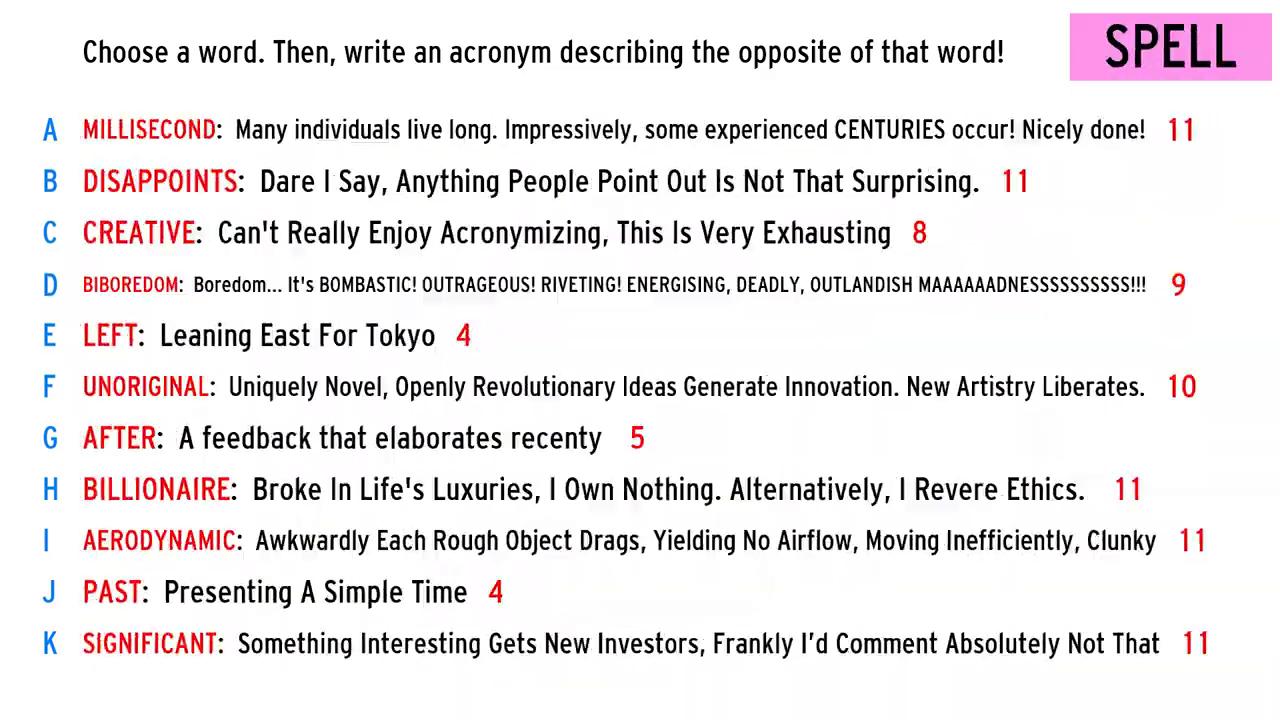 Choose a word. Then, write an acronym describing the opposite of that word!
SPELL
A MILLISECOND: Many individuals live long. Impressively, some experienced CENTURIES occur! Nicely done! 11
B DISAPPOINTS: Dare I Say, Anything People Point Out Is Not That Surprising. 11
C CREATIVE: Can't Really Enjoy Acronymizing, This Is Very Exhausting 8
D BIBOREDOM: Boredom... It's BOMBASTIC! OUTRAGEOUS! RIVETING! ENERGISING, DEADLY, OUTLANDISH MAAAAAADNESSSSSSSSSS!!! 9
E LEFT: Leaning East For Tokyo 4
F UNORIGINAL: Uniquely Novel, Openly Revolutionary Ideas Generate Innovation. New Artistry Liberates. 10
G AFTER: A feedback that elaborates recenty 5
H BILLIONAIRE: Broke In Life's Luxuries, I Own Nothing. Alternatively, I Revere Ethics. 11
I AERODYNAMIC: Awkwardly Each Rough Object Drags, Yielding No Airflow, Moving Inefficiently, Clunky 11
J PAST: Presenting A Simple Time 4
K SIGNIFICANT: Something Interesting Gets New Investors, Frankly I'd Comment Absolutely Not That 11